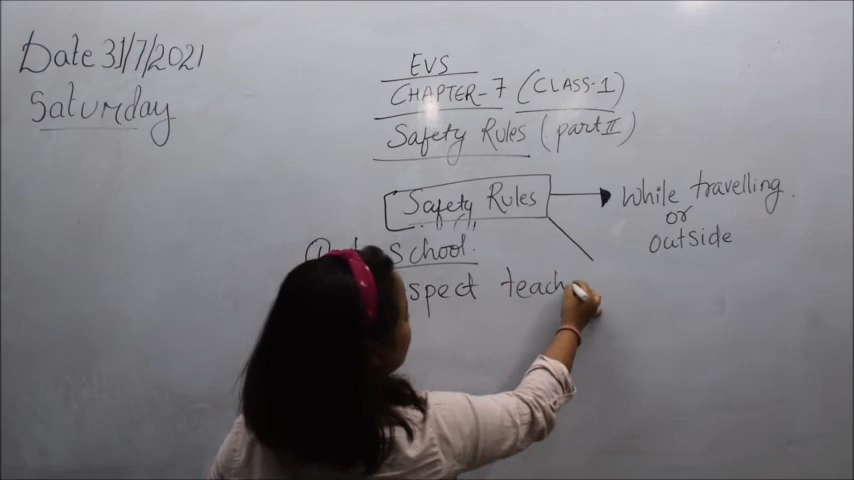 Date 31/7/2021
Saturday
EVS
CHAPTER-7 (CLASS-1)
Safety Rules (part II)
Safety Rules
While travelling
or
outside
School.
spect teach